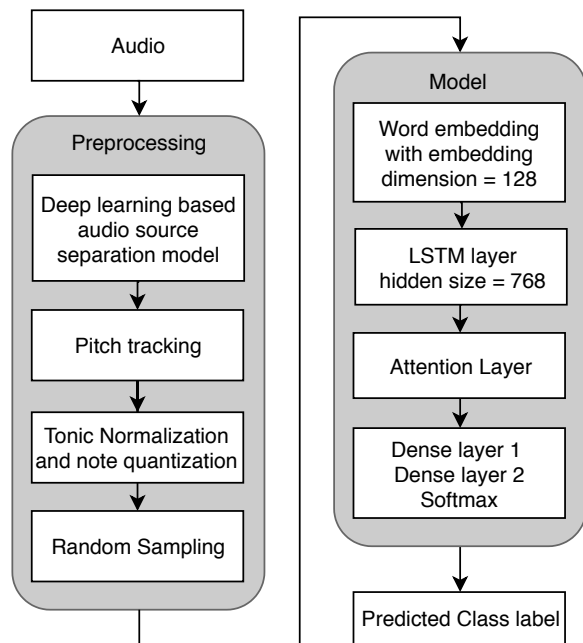 Audio
Preprocessing
Deep learning based
audio source
separation model
Pitch tracking
Tonic Normalization
and note quantization
Random Sampling
Model
Word embedding
with embedding
dimension = 128
LSTM layer
hidden size = 768
Attention Layer
Dense layer 1
Dense layer 2
Softmax
Predicted Class label